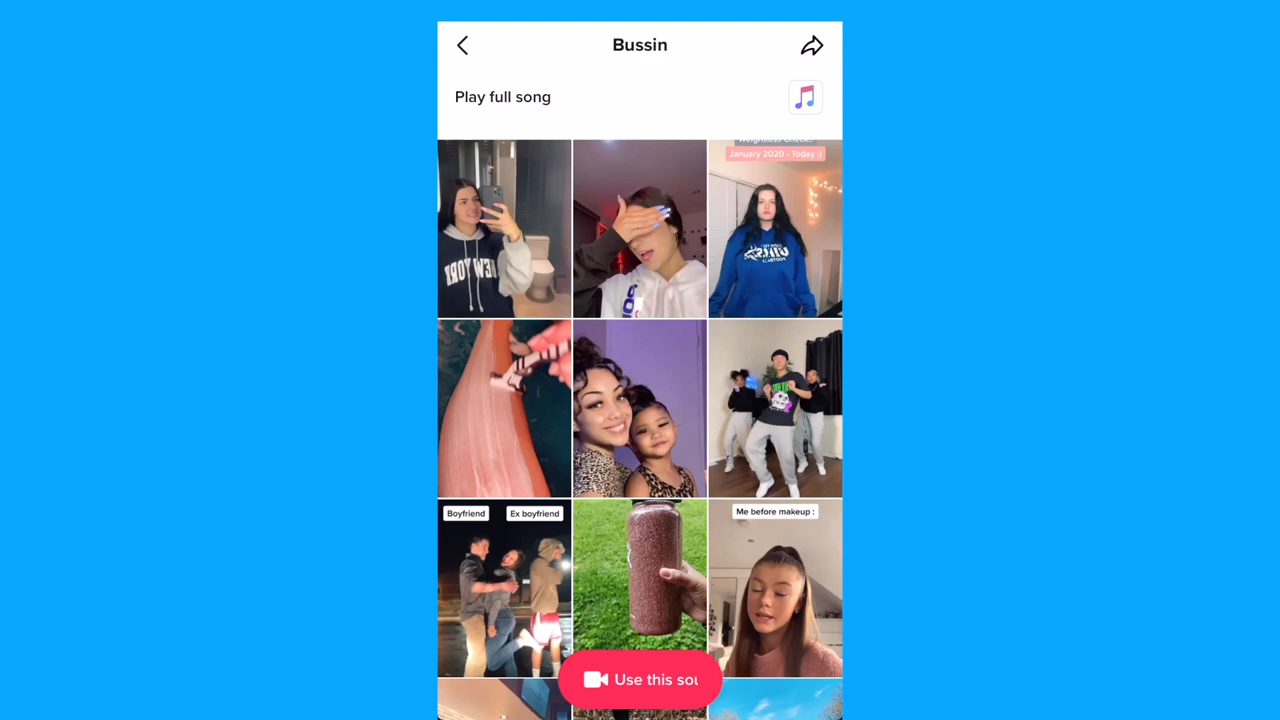 Bussin
Play full song
January 2020 - Today :)
Boyfriend
Ex boyfriend
Me before makeup :
Use this sou